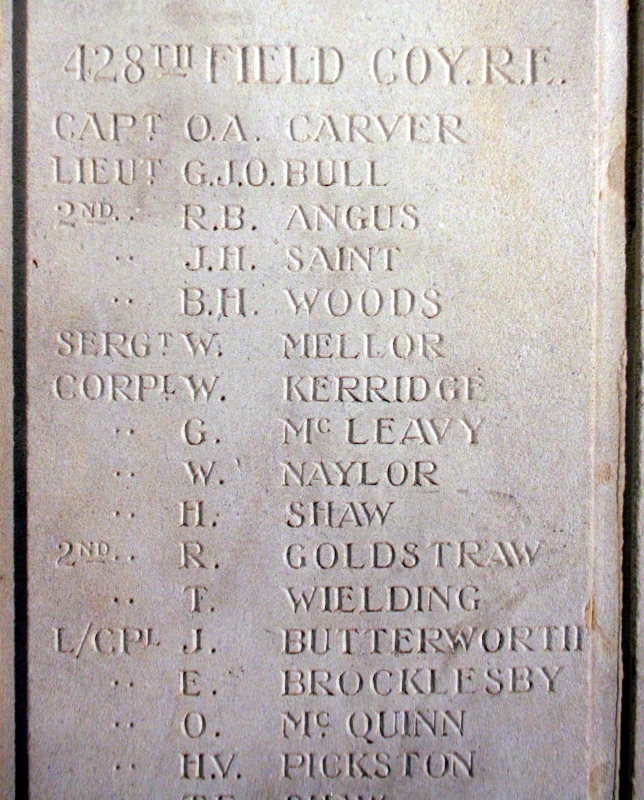 428TH FIELD COY. R.E.
CAPT O.A. CARVER
LIEUT G.J.O. BULL
2ND. .. R.B. ANGUS
.. J.H. SAINT
.. B.H. WOODS
SERGT W. MELLOR
CORPL W. KERRIDGE
.. G. MC LEAVY
.. W. NAYLOR
.. H. SHAW
2ND. .. R. GOLDSTRAW
.. T. WIELDING
L/CPL J. BUTTERWORTH
.. E. BROCKLESBY
.. O. MC QUINN
.. H.V. PICKSTON
SHAW